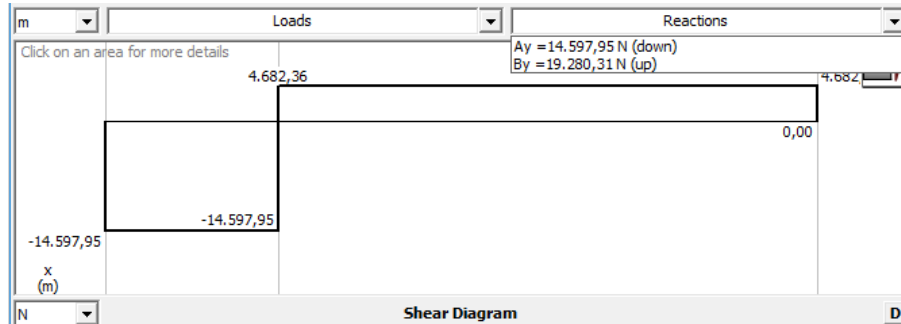 m Loads Reactions
Click on an area for more details
Ay =14.597,95 N (down)
By =19.280,31 N (up)
4.682,36
4.682
0,00
-14.597,95
-14.597,95
x
(m)
N Shear Diagram D